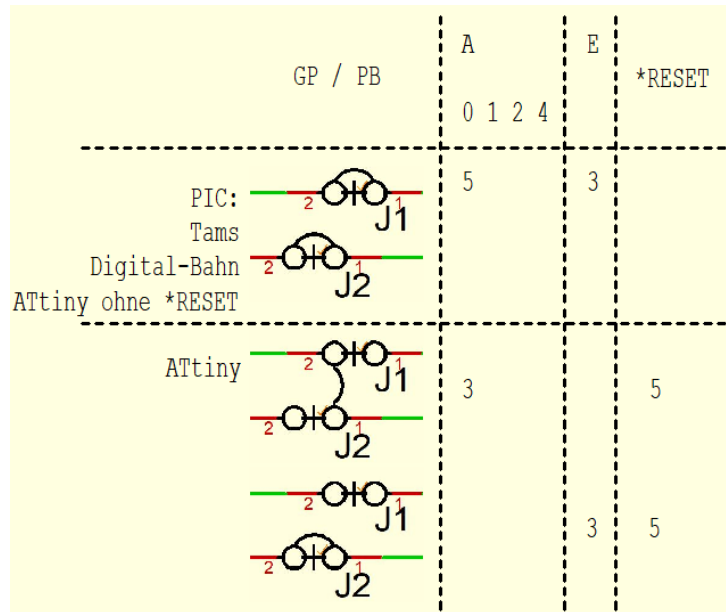 A E
GP / PB *RESET
0 1 2 4
5 3
PIC: 2 1
J1
Tams
Digital-Bahn 2 1
J2
ATtiny ohne *RESET
ATtiny 2 1
J1
3 5
2 1
J2
2 1
J1
3 5
2 1
J2